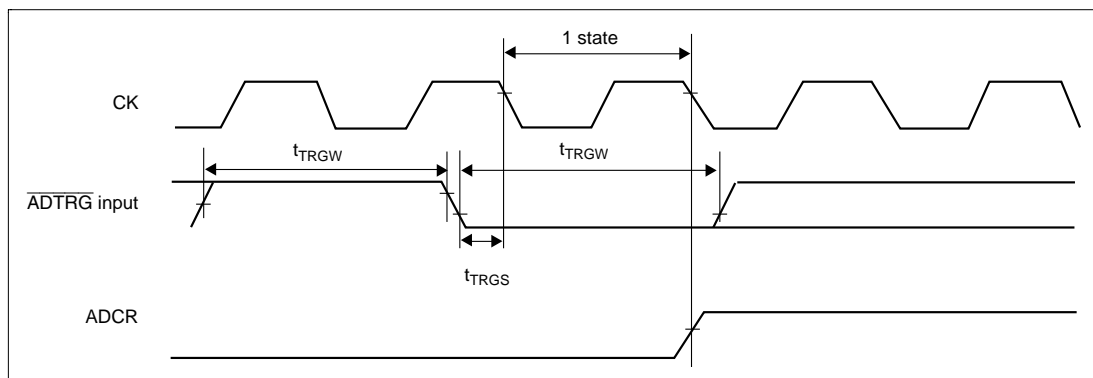 1 state
CK
tTRGW
tTRGW
ADTRG input
tTRGS
ADCR